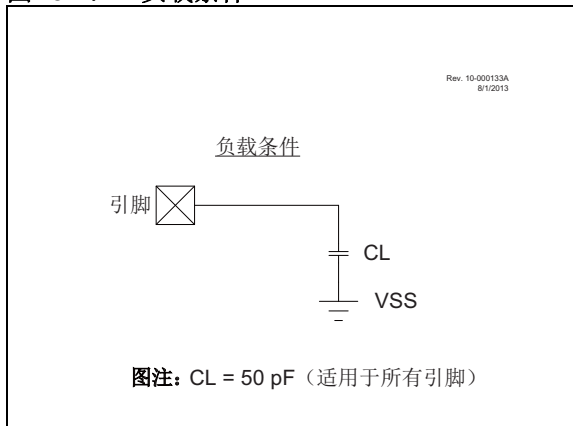 Rev. 10-000133A
8/1/2013
负载条件
引脚
CL
VSS
图注: CL = 50 pF（适用于所有引脚）